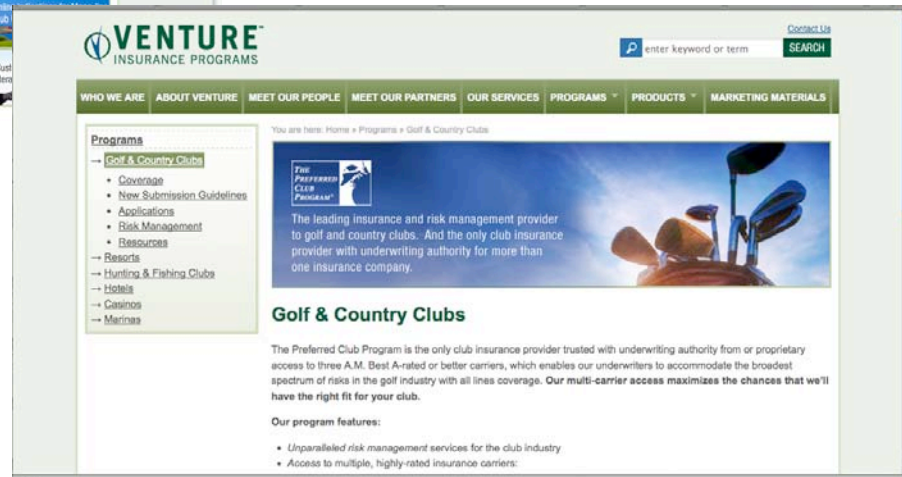 VENTURE
INSURANCE PROGRAMS
Contact Us
enter keyword or term SEARCH
WHO WE ARE ABOUT VENTURE MEET OUR PEOPLE MEET OUR PARTNERS OUR SERVICES PROGRAMS PRODUCTS MARKETING MATERIALS
You are here: Home » Programs » Golf & Country Clubs
Programs
→ Golf & Country Clubs
• Coverage
• New Submission Guidelines
• Applications
• Risk Management
• Resources
→ Resorts
→ Hunting & Fishing Clubs
→ Hotels
→ Casinos
→ Marinas
THE
PREFERRED
CLUB
PROGRAM®
The leading insurance and risk management provider
to golf and country clubs. And the only club insurance
provider with underwriting authority for more than
one insurance company.
Golf & Country Clubs
The Preferred Club Program is the only club insurance provider trusted with underwriting authority from or proprietary
access to three A.M. Best A-rated or better carriers, which enables our underwriters to accommodate the broadest
spectrum of risks in the golf industry with all lines coverage. Our multi-carrier access maximizes the chances that we'll
have the right fit for your club.
Our program features:
• Unparalleled risk management services for the club industry
• Access to multiple, highly-rated insurance carriers: